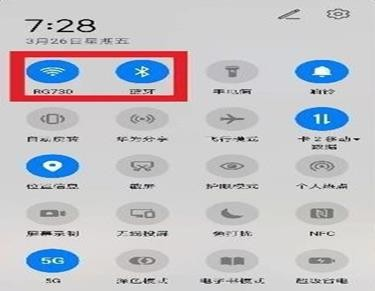 7:28
3月26日星期五
RG730 蓝牙 手电筒 响铃
自动旋转 华为分享 飞行模式 卡2移动数据
位置信息 截屏 护眼模式 个人热点
屏幕录制 无线投屏 免打扰 NFC
5G
5G 深色模式 电子书模式 超级省电